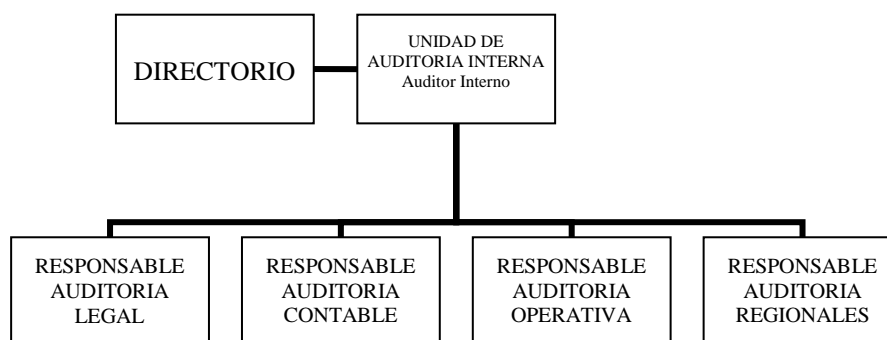 DIRECTORIO
UNIDAD DE
AUDITORIA INTERNA
Auditor Interno
RESPONSABLE
AUDITORIA
LEGAL
RESPONSABLE
AUDITORIA
CONTABLE
RESPONSABLE
AUDITORIA
OPERATIVA
RESPONSABLE
AUDITORIA
REGIONALES